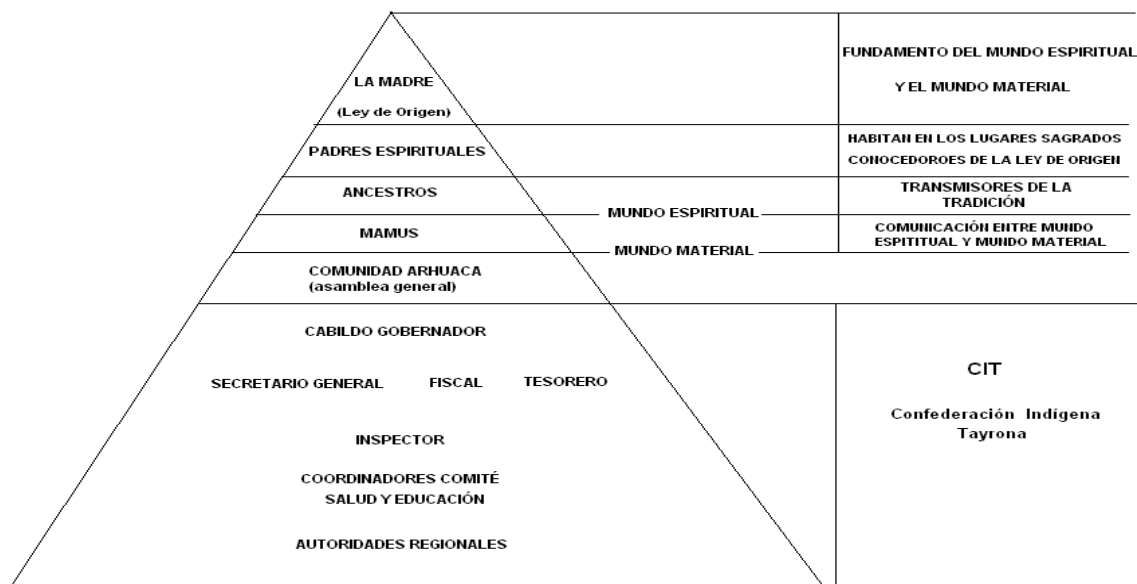 LA MADRE
(Ley de Origen)
FUNDAMENTO DEL MUNDO ESPIRITUAL
Y EL MUNDO MATERIAL
PADRES ESPIRITUALES
HABITAN EN LOS LUGARES SAGRADOS
CONOCEDOROES DE LA LEY DE ORIGEN
ANCESTROS
TRANSMISORES DE LA
TRADICIÓN
MUNDO ESPIRITUAL
MAMUS
COMUNICACIÓN ENTRE MUNDO
ESPITITUAL Y MUNDO MATERIAL
MUNDO MATERIAL
COMUNIDAD ARHUACA
(asamblea general)
CABILDO GOBERNADOR
SECRETARIO GENERAL FISCAL TESORERO
INSPECTOR
COORDINADORES COMITÉ
SALUD Y EDUCACIÓN
AUTORIDADES REGIONALES
CIT
Confederación Indígena
Tayrona